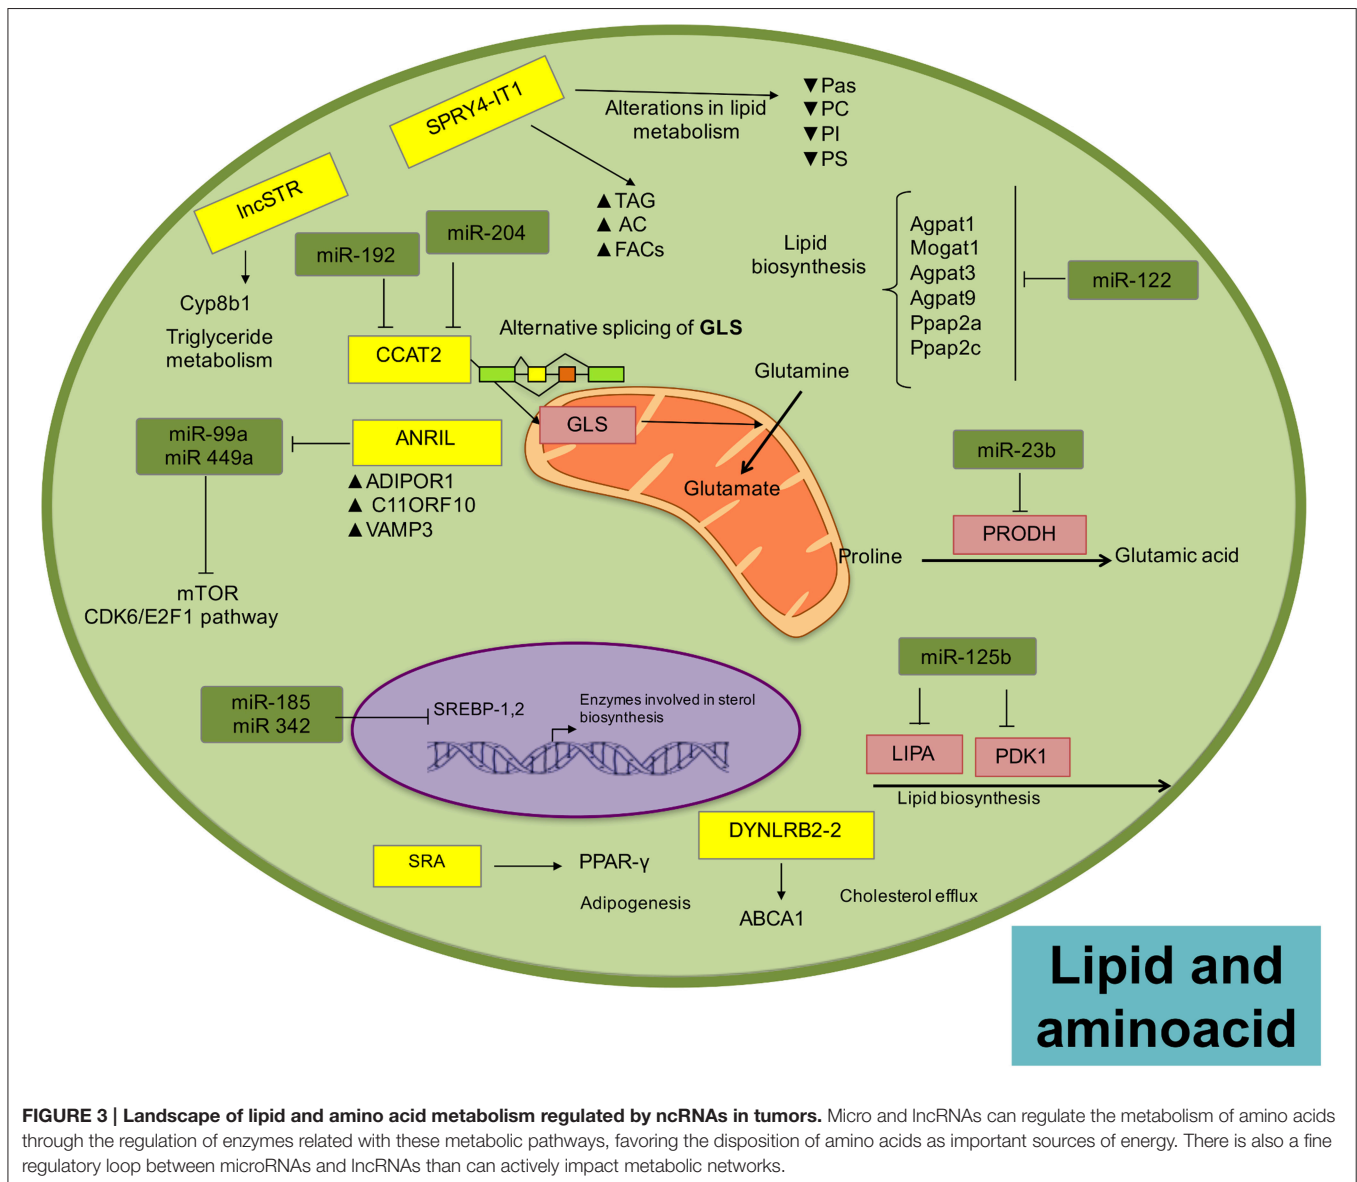 SPRY4-IT1
Alterations in lipid
metabolism
▼Pas
▼PC
▼PI
▼PS
▲TAG
▲ AC
▲FACs
lncSTR
Cyp8b1
Triglyceride
metabolism
miR-192
miR-204
CCAT2
Alternative splicing of GLS
Lipid
biosynthesis
Agpat1
Mogat1
Agpat3
Agpat9
Ppap2a
Ppap2c
miR-122
Glutamine
GLS
Glutamate
miR-99a
miR 449a
ANRIL
▲ADIPOR1
▲ C11ORF10
▲VAMP3
mTOR
CDK6/E2F1 pathway
miR-23b
PRODH
Proline
Glutamic acid
miR-185
miR 342
SREBP-1,2
Enzymes involved in sterol
biosynthesis
miR-125b
LIPA
PDK1
Lipid biosynthesis
SRA
PPAR-γ
Adipogenesis
DYNLRB2-2
ABCA1
Cholesterol efflux
Lipid and
aminoacid
FIGURE 3 | Landscape of lipid and amino acid metabolism regulated by ncRNAs in tumors. Micro and lncRNAs can regulate the metabolism of amino acids
through the regulation of enzymes related with these metabolic pathways, favoring the disposition of amino acids as important sources of energy. There is also a fine
regulatory loop between microRNAs and lncRNAs than can actively impact metabolic networks.